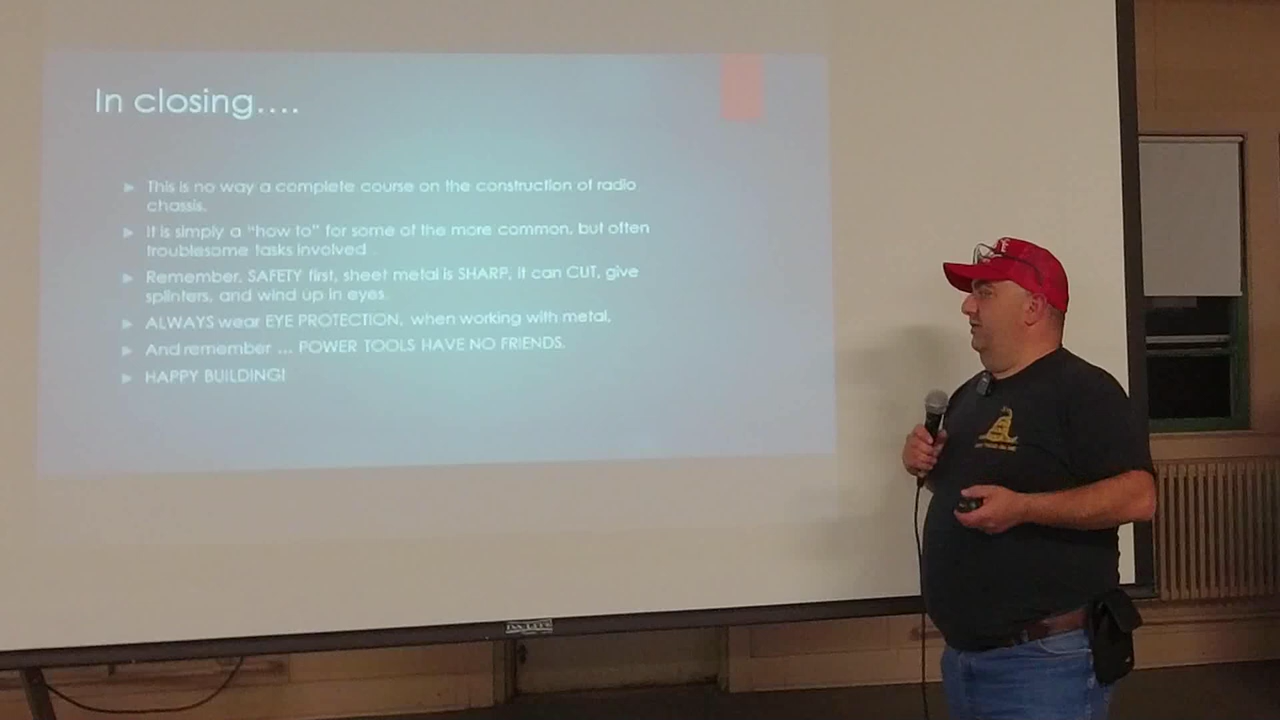 In closing....
This is no way a complete course on the construction of radio
chassis.
It is simply a "how to" for some of the more common, but often
troublesome tasks involved
Remember, SAFETY first, sheet metal is SHARP, it can CUT, give
splinters, and wind up in eyes.
ALWAYS wear EYE PROTECTION, when working with metal,
And remember ... POWER TOOLS HAVE NO FRIENDS.
HAPPY BUILDING!
DA-LITE